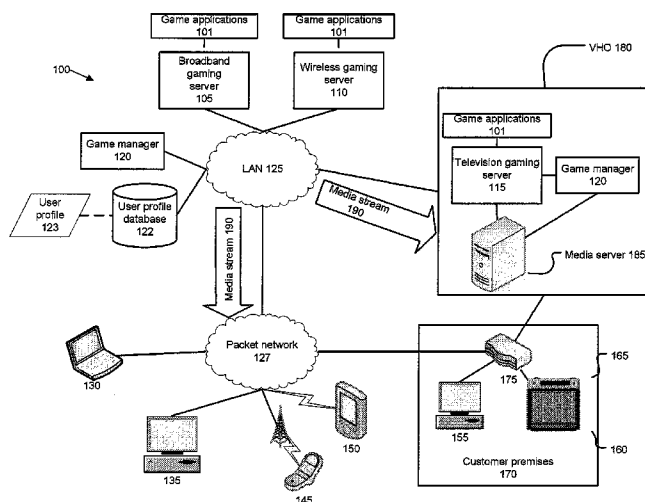 Game applications
101
Game applications
101
VHO 180
100
Broadband
gaming
server
105
Wireless gaming
server
110
Game applications
101
Game manager
120
LAN 125
Television gaming
server
115
Game manager
120
User
profile
123
User profile
database
122
Media stream
190
Media stream 190
Media server 185
Packet network
127
130
175
165
155
160
135
145
150
Customer premises
170